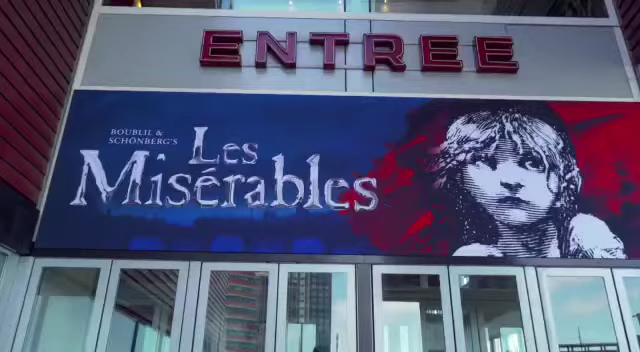 ENTREE
BOUBLIL &
SCHÖNBERG'S
Les
Misérables